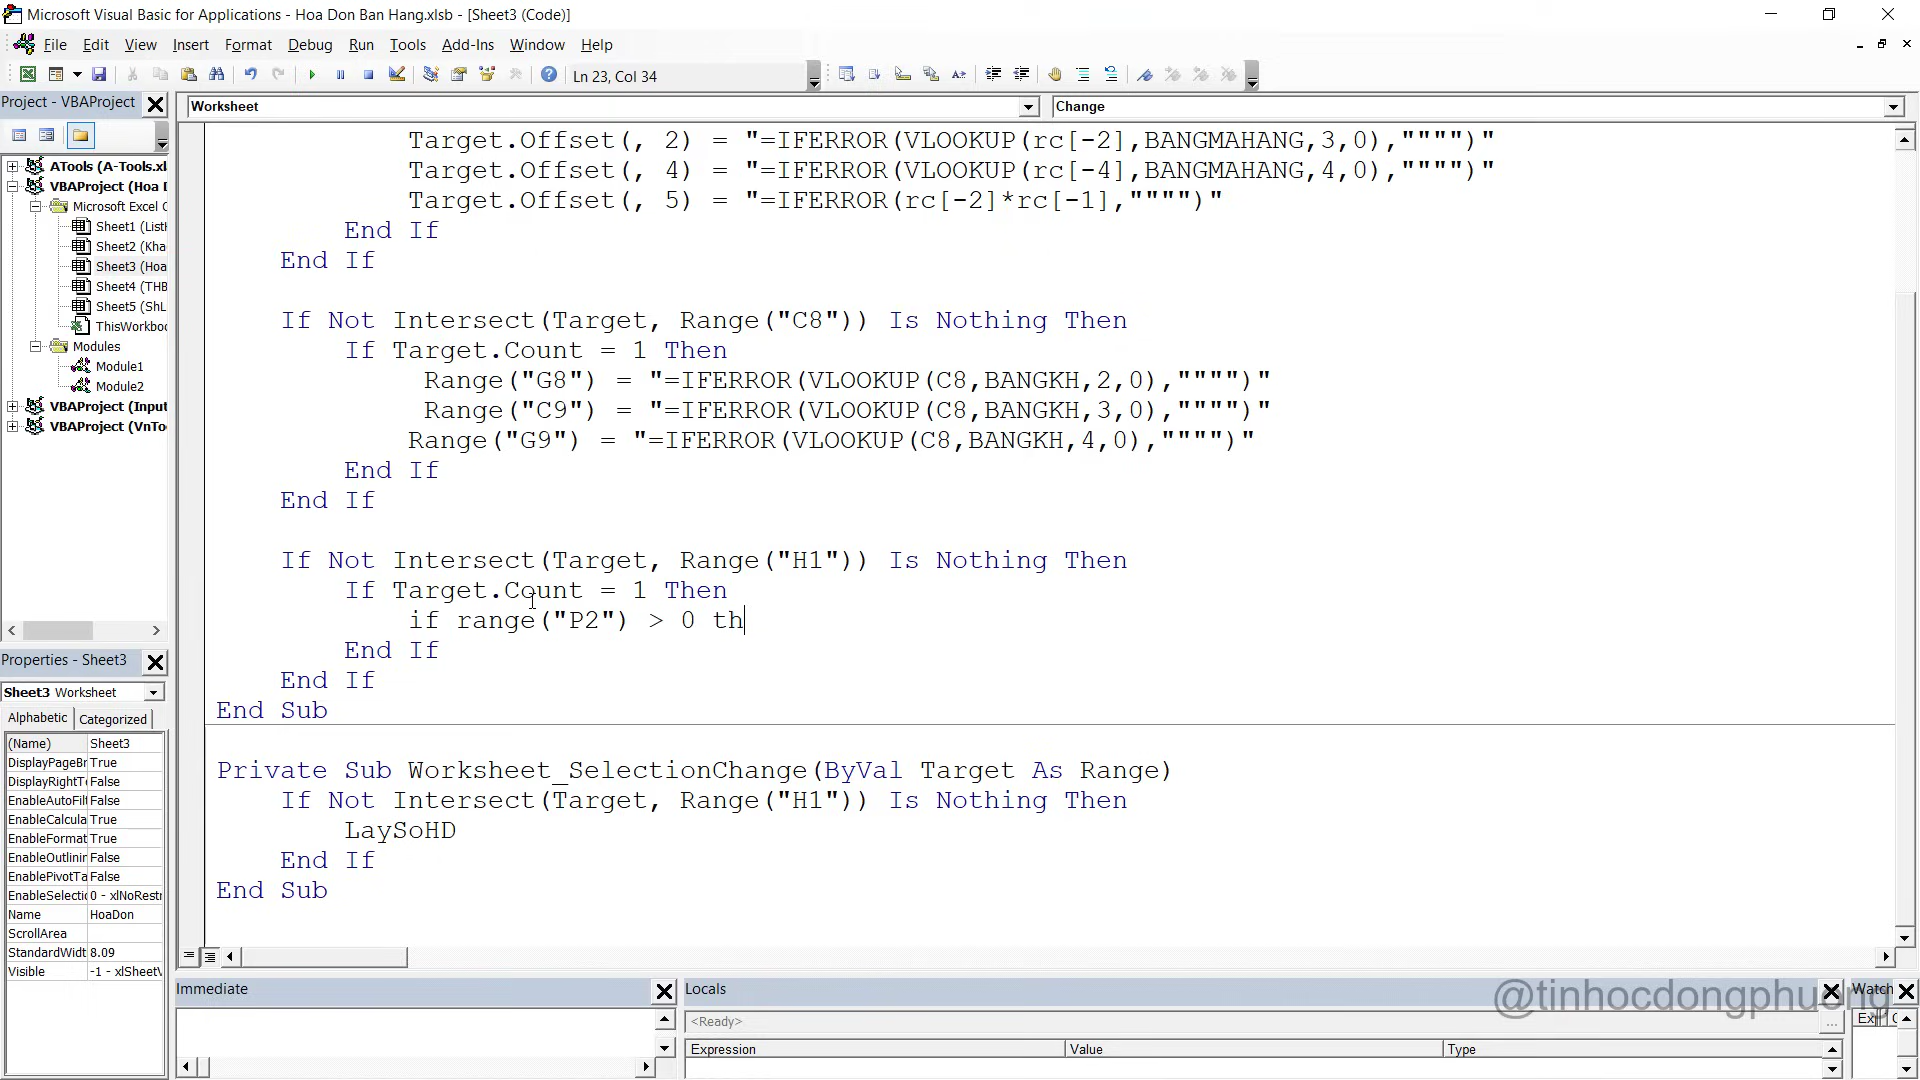 Microsoft Visual Basic for Applications - Hoa Don Ban Hang.xlsb - [Sheet3 (Code)]
File Edit View Insert Format Debug Run Tools Add-Ins Window Help
Ln 23, Col 34
Project - VBAProject
Worksheet
Change
ATools (A-Tools.xl
VBAProject (Hoa D
Microsoft Excel O
Sheet1 (ListH
Sheet2 (Kha
Sheet3 (Hoa
Sheet4 (THB
Sheet5 (ShL
ThisWorkboo
Modules
Module1
Module2
VBAProject (Input
VBAProject (VnToo
Target.Offset(, 2) = "=IFERROR(VLOOKUP(rc[-2],BANGMAHANG,3,0),"""")"
Target.Offset(, 4) = "=IFERROR(VLOOKUP(rc[-4],BANGMAHANG,4,0),"""")"
Target.Offset(, 5) = "=IFERROR(rc[-2]*rc[-1],"""")"
End If
End If
If Not Intersect(Target, Range("C8")) Is Nothing Then
If Target.Count = 1 Then
Range("G8") = "=IFERROR(VLOOKUP(C8,BANGKH,2,0),"""")"
Range("C9") = "=IFERROR(VLOOKUP(C8,BANGKH,3,0),"""")"
Range("G9") = "=IFERROR(VLOOKUP(C8,BANGKH,4,0),"""")"
End If
End If
If Not Intersect(Target, Range("H1")) Is Nothing Then
If Target.Count = 1 Then
if range("P2") > 0 th
End If
End If
End Sub
Private Sub Worksheet_SelectionChange(ByVal Target As Range)
If Not Intersect(Target, Range("H1")) Is Nothing Then
LaySoHD
End If
End Sub
Properties - Sheet3
Sheet3 Worksheet
Alphabetic Categorized
(Name) Sheet3
DisplayPageBr True
DisplayRightTo False
EnableAutoFilt False
EnableCalcula True
EnableFormat True
EnableOutlinin False
EnablePivotTa False
EnableSelectio 0 - xlNoRestr
Name HoaDon
ScrollArea
StandardWidt 8.09
Visible -1 - xlSheetV
Immediate
Locals
Watch
<Ready>
Expression Value Type
Ex
@tinhocdongphuong